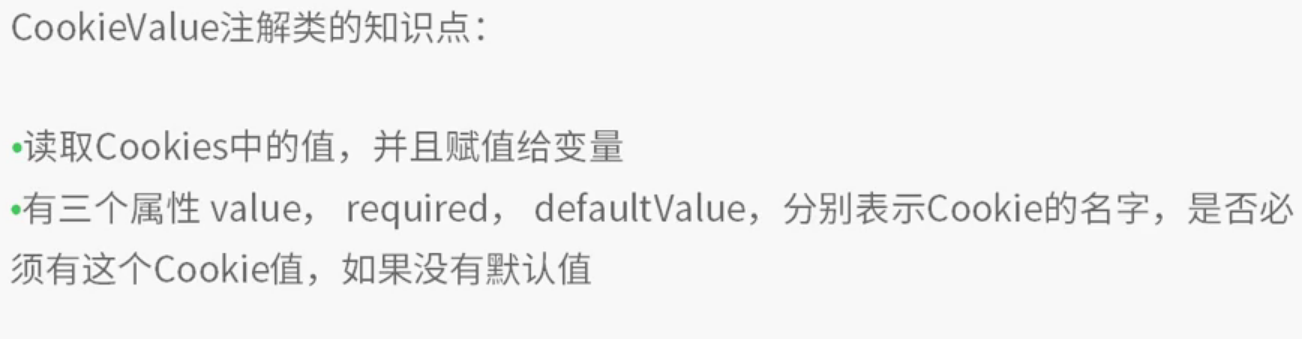 CookieValue注解类的知识点：
•读取Cookies中的值，并且赋值给变量
•有三个属性 value， required， defaultValue，分别表示Cookie的名字，是否必
须有这个Cookie值，如果没有默认值